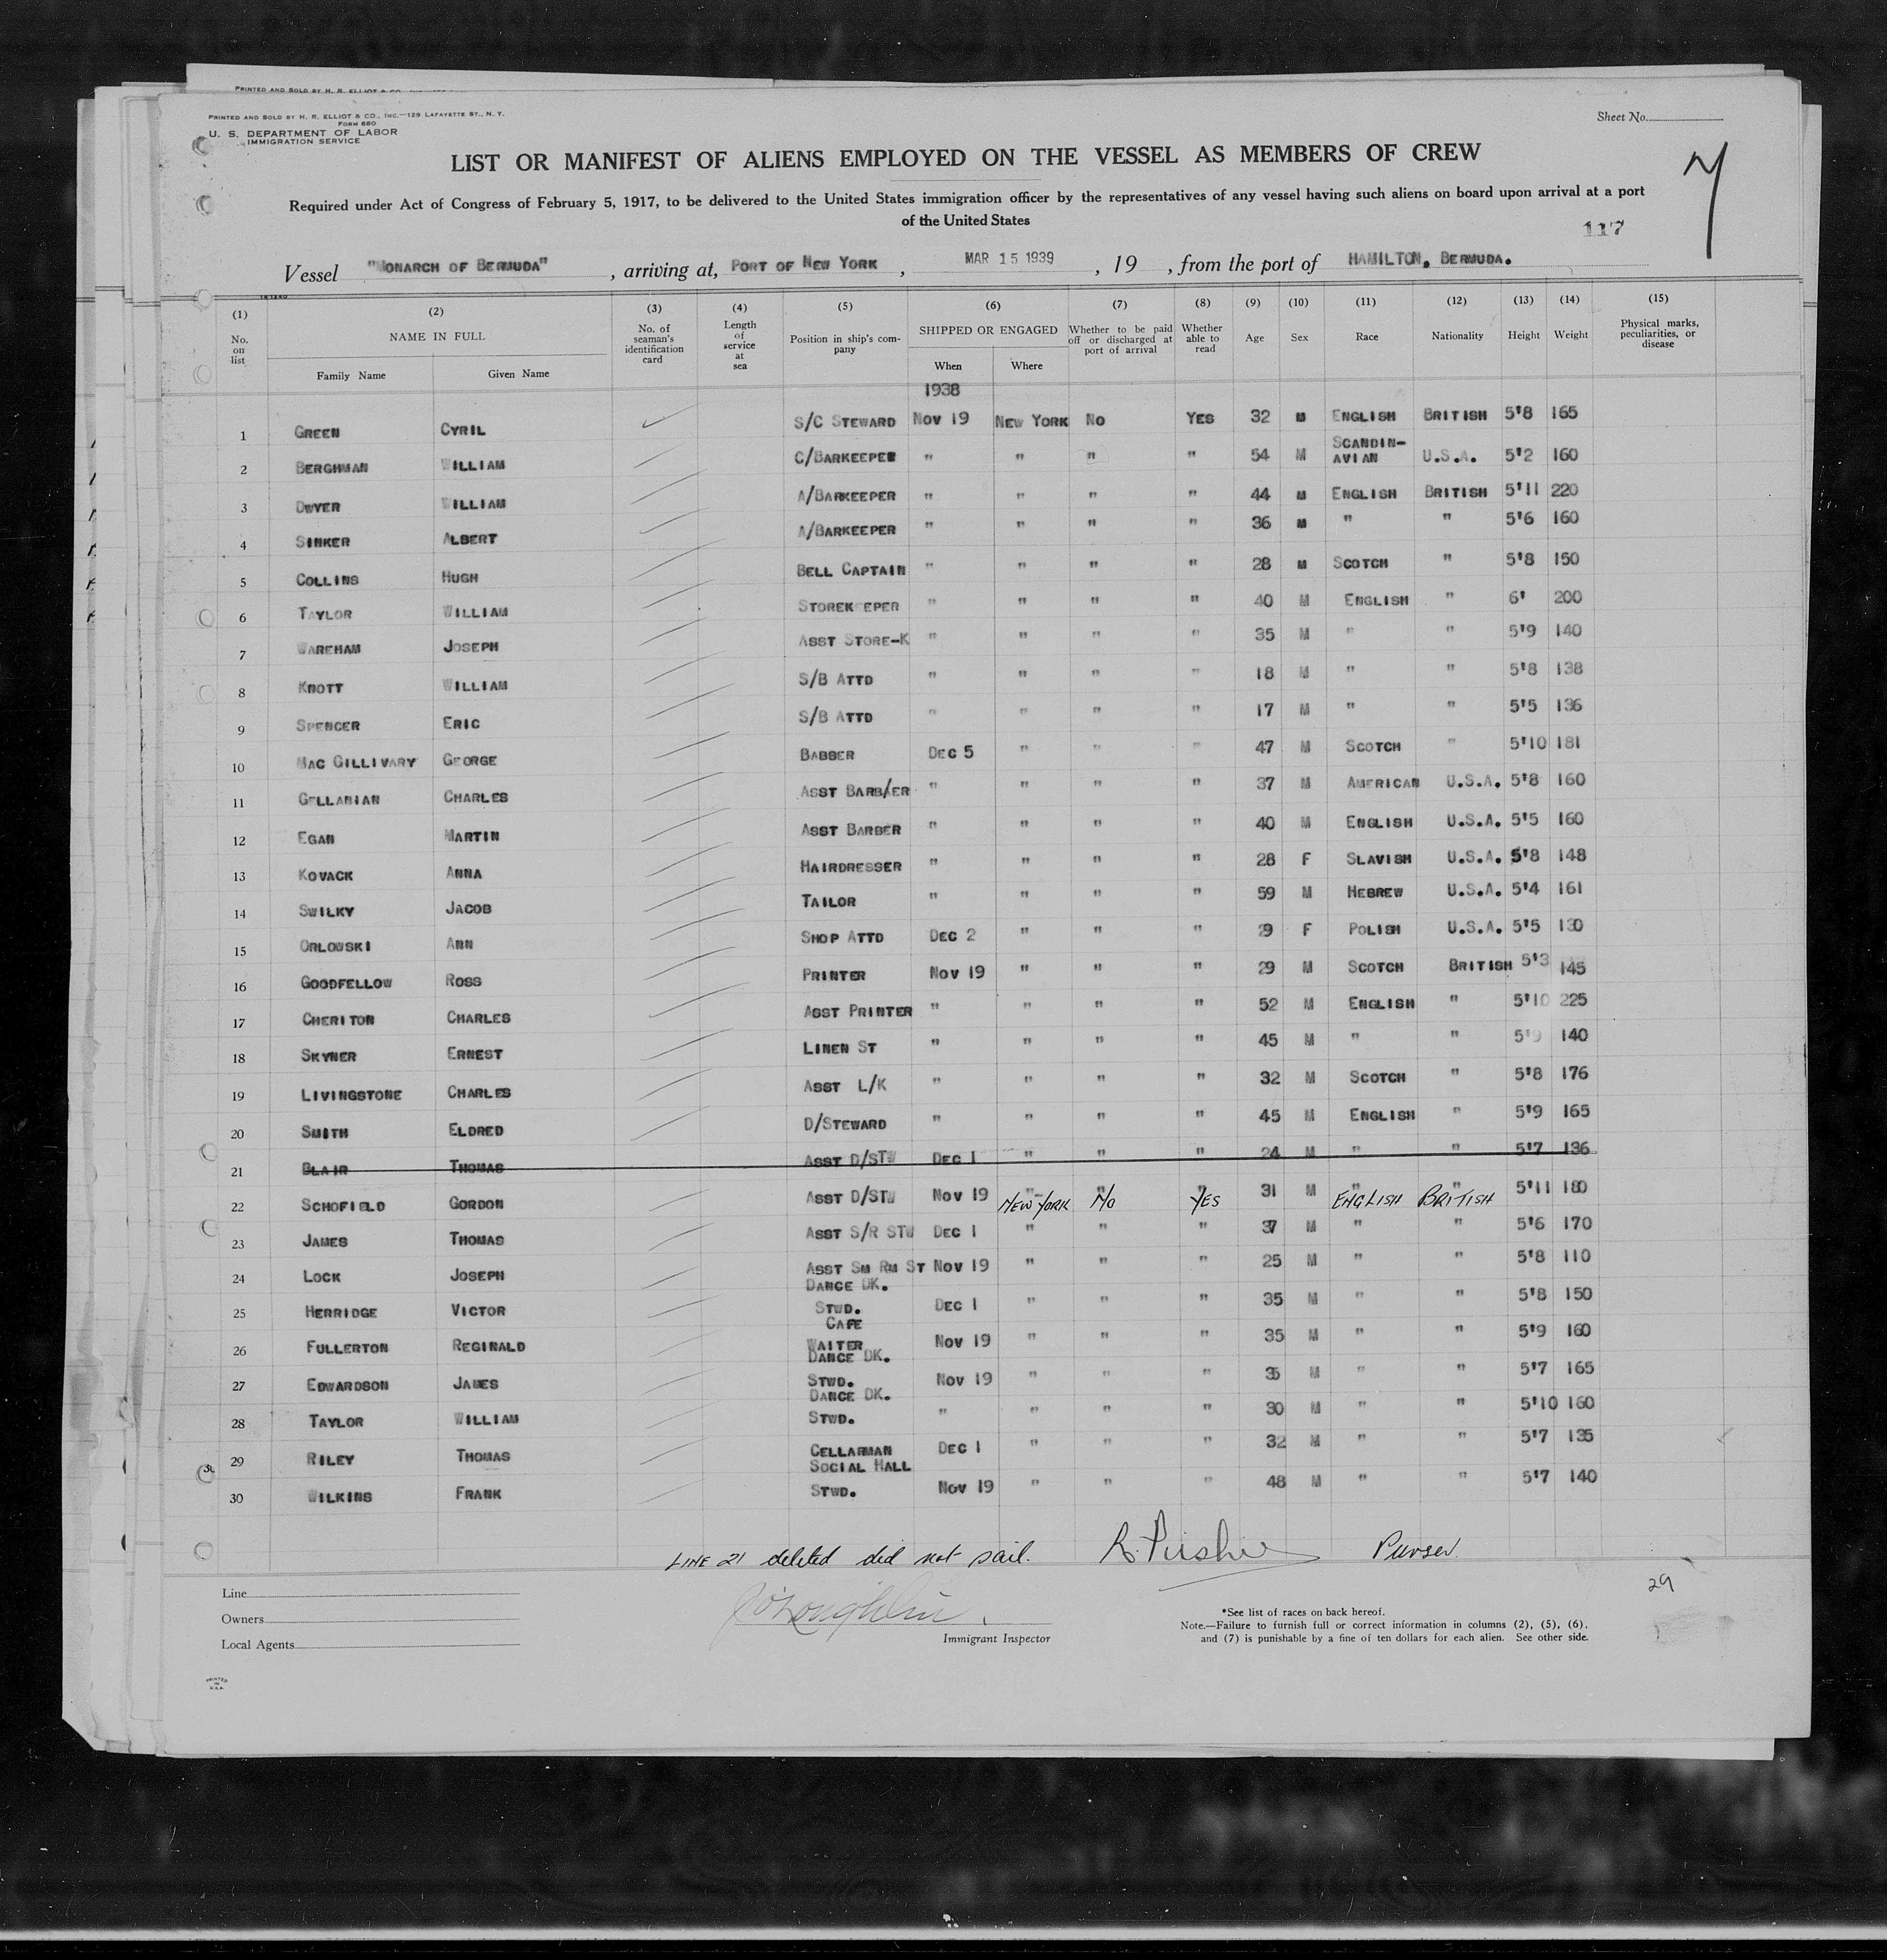 PRINTED AND SOLD BY H. R. ELLIOT & CO., INC.—129 LAFAYETTE ST., N. Y.
FORM 680
U. S. DEPARTMENT OF LABOR
IMMIGRATION SERVICE
Sheet No.
LIST OR MANIFEST OF ALIENS EMPLOYED ON THE VESSEL AS MEMBERS OF CREW
7
Required under Act of Congress of February 5, 1917, to be delivered to the United States immigration officer by the representatives of any vessel having such aliens on board upon arrival at a port
of the United States
117
Vessel "MONARCH OF BERMUDA", arriving at, PORT OF NEW YORK, MAR 15 1939, 19 , from the port of HAMILTON, BERMUDA.
(1) No. on list (2) NAME IN FULL Family Name Given Name (3) No. of seaman's identification card (4) Length of service at sea (5) Position in ship's company (6) SHIPPED OR ENGAGED When Where (7) Whether to be paid off or discharged at port of arrival (8) Whether able to read (9) Age (10) Sex (11) Race (12) Nationality (13) Height (14) Weight (15) Physical marks, peculiarities, or disease
1938
1 GREEN CYRIL S/C STEWARD NOV 19 NEW YORK NO YES 32 M ENGLISH BRITISH 5'8 165
2 BERGHMAN WILLIAM C/BARKEEPER " " " " 54 M SCANDIN-AVIAN U.S.A. 5'2 160
3 DWYER WILLIAM A/BARKEEPER " " " " 44 M ENGLISH BRITISH 5'11 220
4 SINKER ALBERT A/BARKEEPER " " " " 36 M " " 5'6 160
5 COLLINS HUGH BELL CAPTAIN " " " " 28 M SCOTCH " 5'8 150
6 TAYLOR WILLIAM STOREKEEPER " " " " 40 M ENGLISH " 6' 200
7 WAREHAM JOSEPH ASST STORE-K " " " " 35 M " " 5'9 140
8 KNOTT WILLIAM S/B ATTD " " " " 18 M " " 5'8 138
9 SPENCER ERIC S/B ATTD " " " " 17 M " " 5'5 136
10 MAC GILLIVARY GEORGE BABBER DEC 5 " " " 47 M SCOTCH " 5'10 181
11 GELLANIAN CHARLES ASST BARB/ER " " " " 37 M AMERICAN U.S.A. 5'8 160
12 EGAN MARTIN ASST BARBER " " " " 40 M ENGLISH U.S.A. 5'5 160
13 KOVACK ANNA HAIRDRESSER " " " " 28 F SLAVISH U.S.A. 5'8 148
14 SWILKY JACOB TAILOR " " " " 59 M HEBREW U.S.A. 5'4 161
15 ORLOWSKI ANN SHOP ATTD DEC 2 " " " 29 F POLISH U.S.A. 5'5 130
16 GOODFELLOW ROSS PRINTER NOV 19 " " " 29 M SCOTCH BRITISH 5'3 145
17 CHERITON CHARLES ASST PRINTER " " " " 52 M ENGLISH " 5'10 225
18 SKYNER ERNEST LINEN ST " " " " 45 M " " 5'9 140
19 LIVINGSTONE CHARLES ASST L/K " " " " 32 M SCOTCH " 5'8 176
20 SMITH ELDRED D/STEWARD " " " " 45 M ENGLISH " 5'9 165
21 BLAIR THOMAS ASST D/STW DEC 1 " " " 24 M " " 5'7 136
22 SCHOFIELD GORDON ASST D/STW NOV 19 " NEW YORK " NO " YES 31 M " ENGLISH " BRITISH 5'11 180
23 JAMES THOMAS ASST S/R STW DEC 1 " " " 37 M " " 5'6 170
24 LOCK JOSEPH ASST SM RM ST NOV 19 " " " 25 M " " 5'8 110
25 HERRIDGE VICTOR DANCE DK. STWD. DEC 1 " " " 35 M " " 5'8 150
26 FULLERTON REGINALD CAFE WAITER NOV 19 " " " 35 M " " 5'9 160
27 EDWARDSON JAMES DANCE DK. STWD. NOV 19 " " " 35 M " " 5'7 165
28 TAYLOR WILLIAM DANCE DK. STWD. " " " " 30 M " " 5'10 160
29 RILEY THOMAS CELLARMAN DEC 1 " " " 32 M " " 5'7 135
30 WILKINS FRANK SOCIAL HALL STWD. NOV 19 " " " 48 M " " 5'7 140
LINE 21 deleted did not sail. Purser
29
Line
Owners
Local Agents
Immigrant Inspector
*See list of races on back hereof.
Note.—Failure to furnish full or correct information in columns (2), (5), (6), and (7) is punishable by a fine of ten dollars for each alien. See other side.
PRINTED IN U.S.A.